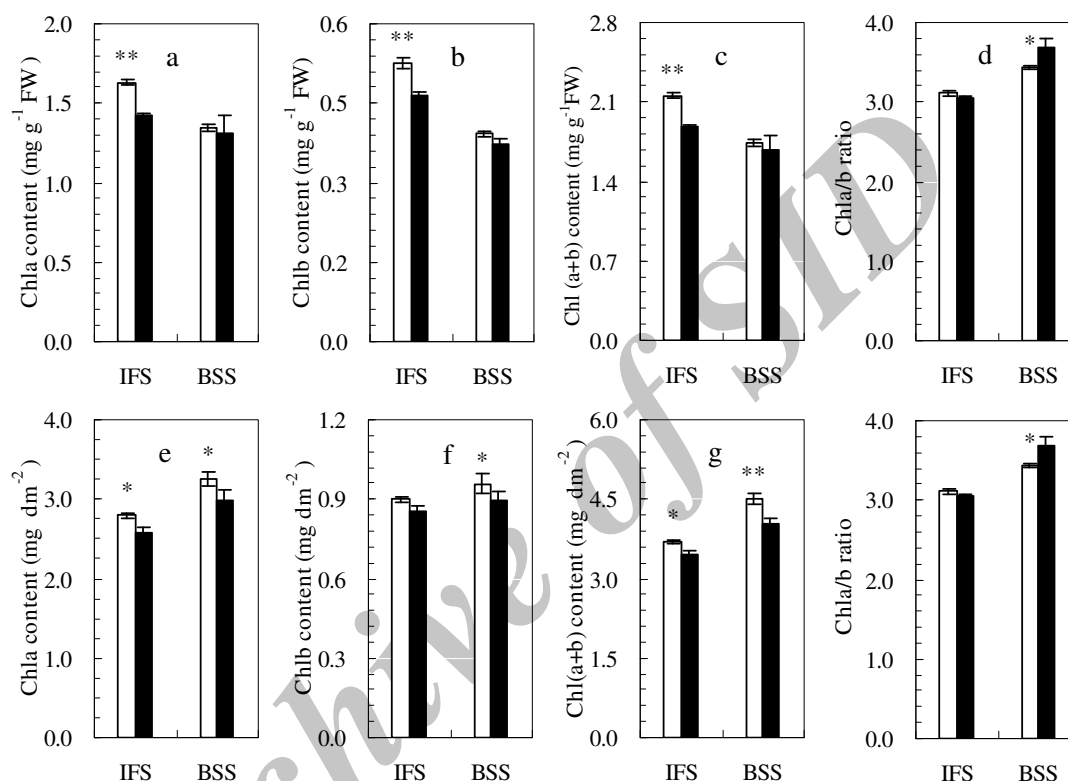 2.0
1.5
1.0
0.5
0.0
Chla content (mg g-1 FW)
**
a
IFS BSS
0.6
0.5
0.3
0.2
0.0
Chlb content (mg g-1 FW)
**
b
IFS BSS
2.8
2.1
1.4
0.7
0.0
Chl (a+b) content (mg g-1FW)
**
c
IFS BSS
4.0
3.0
2.0
1.0
0.0
Chla/b ratio
d
*
IFS BSS
4.0
3.0
2.0
1.0
0.0
Chla content (mg dm-2 )
e
*
*
IFS BSS
1.2
0.9
0.6
0.3
0.0
Chlb content (mg dm-2 )
f
*
IFS BSS
6.0
4.5
3.0
1.5
0.0
Chl(a+b) content (mg dm-2 )
g
**
*
IFS BSS
4.0
3.0
2.0
1.0
0.0
Chla/b ratio
*
IFS BSS
hive of SID